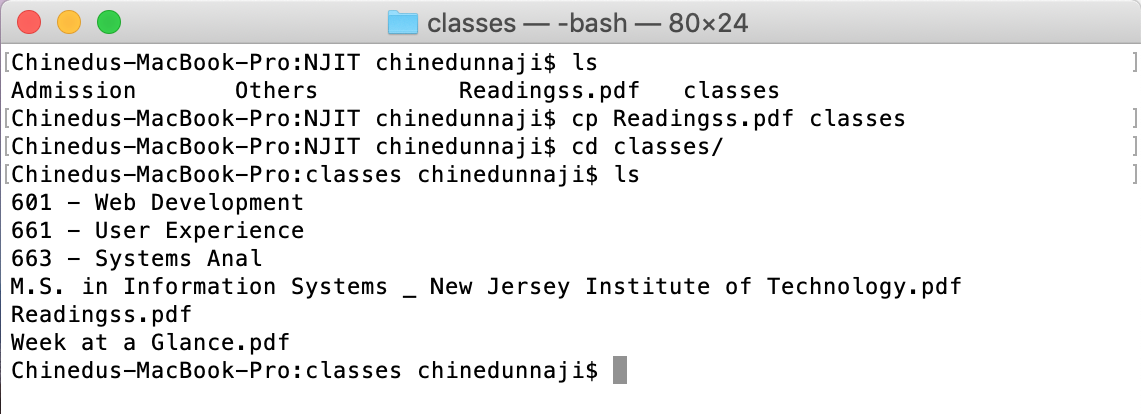 classes — -bash — 80×24
[Chinedus-MacBook-Pro:NJIT chinedunnaji$ ls ]
Admission Others Readingss.pdf classes
[Chinedus-MacBook-Pro:NJIT chinedunnaji$ cp Readingss.pdf classes ]
[Chinedus-MacBook-Pro:NJIT chinedunnaji$ cd classes/ ]
[Chinedus-MacBook-Pro:classes chinedunnaji$ ls ]
601 - Web Development
661 - User Experience
663 - Systems Anal
M.S. in Information Systems _ New Jersey Institute of Technology.pdf
Readingss.pdf
Week at a Glance.pdf
Chinedus-MacBook-Pro:classes chinedunnaji$